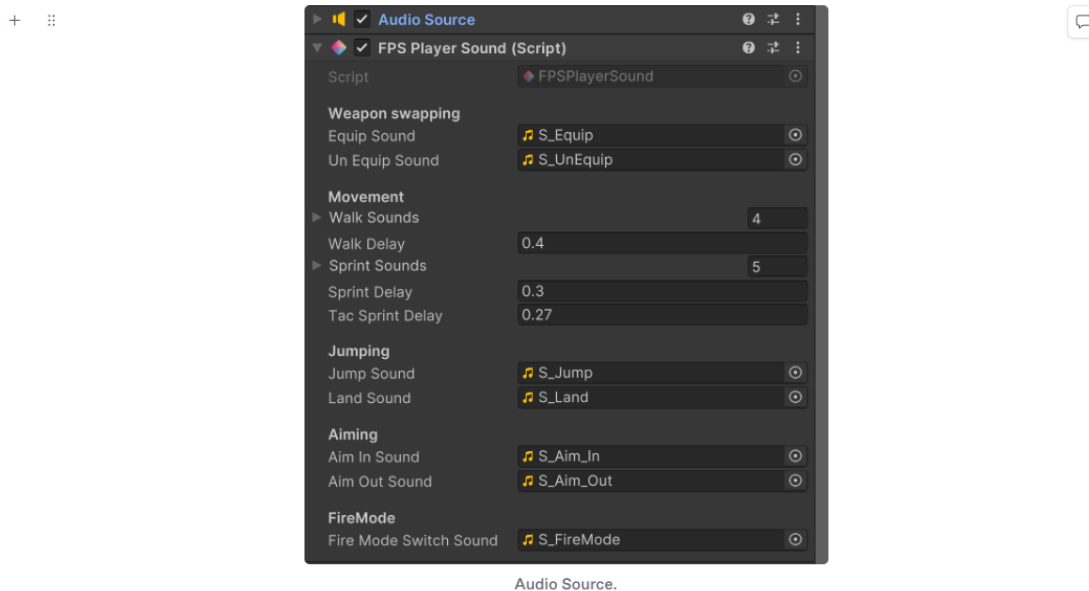 Audio Source
FPS Player Sound (Script)
Script FPSPlayerSound
Weapon swapping
Equip Sound S_Equip
Un Equip Sound S_UnEquip
Movement
Walk Sounds 4
Walk Delay 0.4
Sprint Sounds 5
Sprint Delay 0.3
Tac Sprint Delay 0.27
Jumping
Jump Sound S_Jump
Land Sound S_Land
Aiming
Aim In Sound S_Aim_In
Aim Out Sound S_Aim_Out
FireMode
Fire Mode Switch Sound S_FireMode
Audio Source.